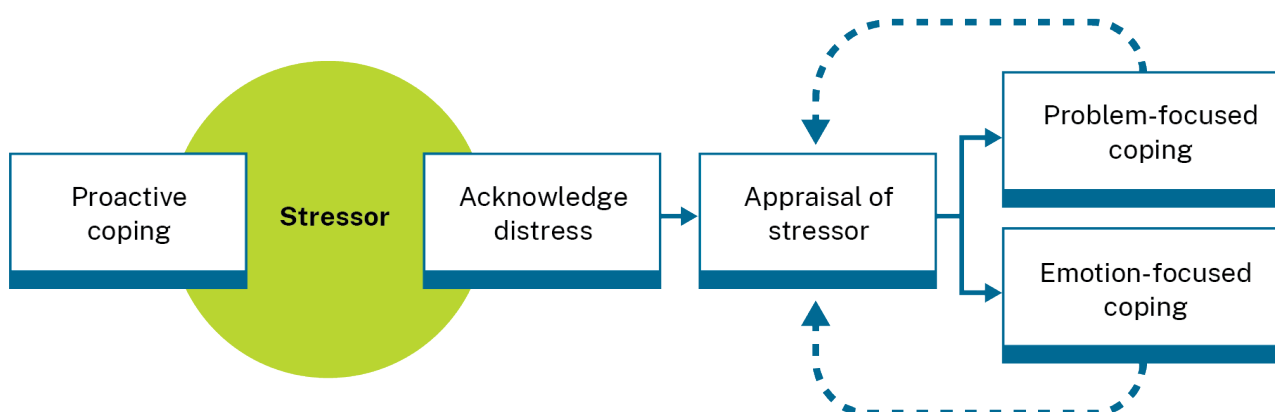 Proactive
coping
Stressor
Acknowledge
distress
Appraisal of
stressor
Problem-focused
coping
Emotion-focused
coping